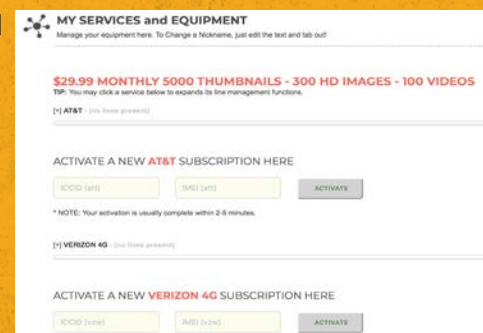 MY SERVICES and EQUIPMENT
Manage your equipment here. To Change a Nickname, just edit the text and tab out!
$29.99 MONTHLY 5000 THUMBNAILS - 300 HD IMAGES - 100 VIDEOS
TIP: You may click a service below to expands its line management functions.
[+] AT&T - (no lines present)
ACTIVATE A NEW AT&T SUBSCRIPTION HERE
ICCID (att) IMEI (att) ACTIVATE
* NOTE: Your activation is usually complete within 2-5 minutes.
[+] VERIZON 4G - (no lines present)
ACTIVATE A NEW VERIZON 4G SUBSCRIPTION HERE
ICCID (vzw) IMEI (vzw) ACTIVATE